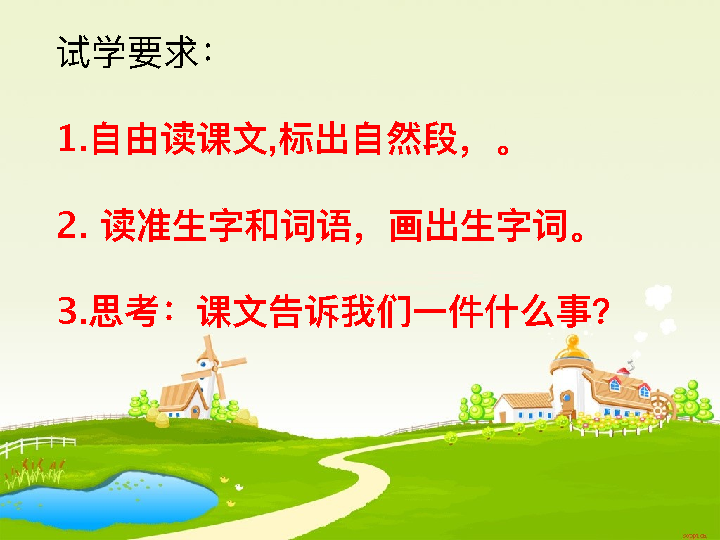 试学要求：
1.自由读课文,标出自然段，。
2. 读准生字和词语，画出生字词。
3.思考：课文告诉我们一件什么事？